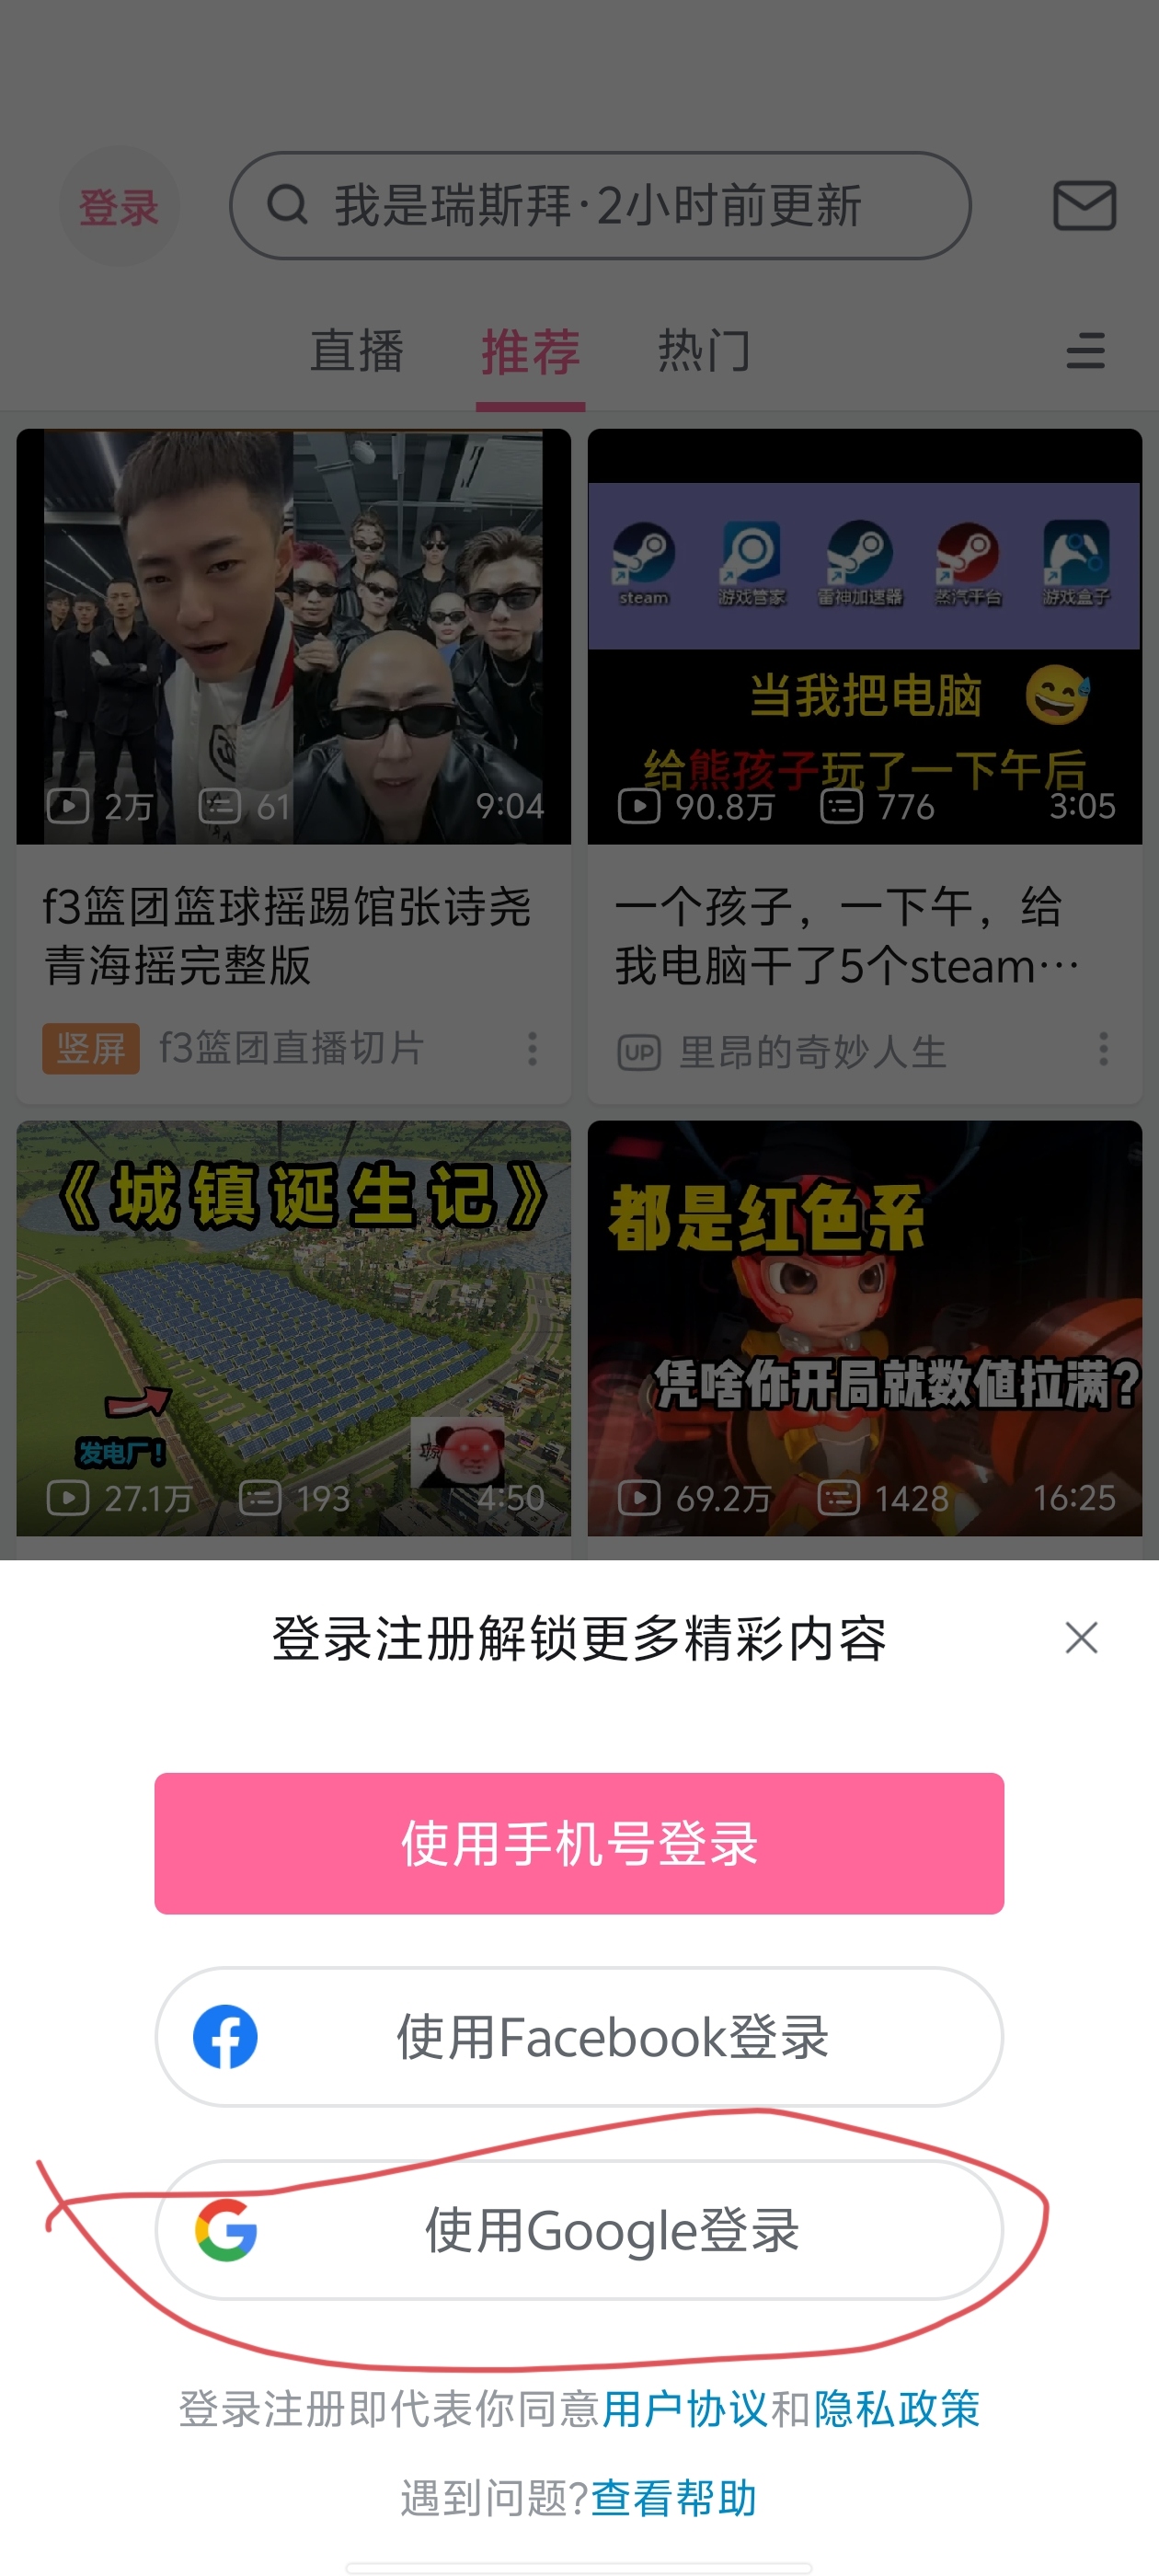 登录
我是瑞斯拜·2小时前更新
直播 推荐 热门
steam 游戏管家 雷神加速器 蒸汽平台 游戏盒子
当我把电脑
给熊孩子玩了一下午后
2万 61 9:04
90.8万 776 3:05
f3篮团篮球摇踢馆张诗尧
青海摇完整版
竖屏 f3篮团直播切片
一个孩子，一下午，给
我电脑干了5个steam…
UP 里昂的奇妙人生
《城镇诞生记》
发电厂！
27.1万 193 4:50
都是红色系
凭啥你开局就数值拉满？
69.2万 1428 16:25
登录注册解锁更多精彩内容
使用手机号登录
使用Facebook登录
使用Google登录
登录注册即代表你同意用户协议和隐私政策
遇到问题?查看帮助